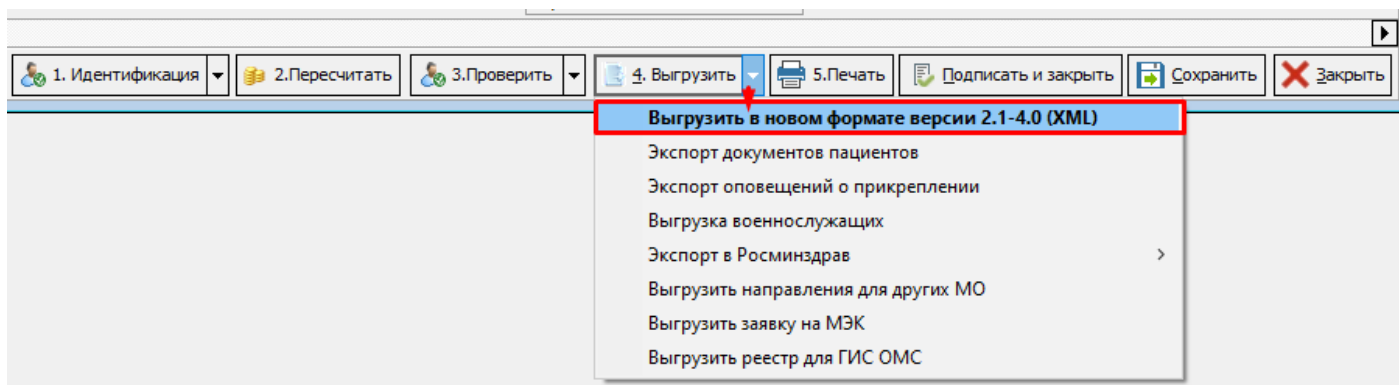 1. Идентификация 2.Пересчитать 3.Проверить 4. Выгрузить 5.Печать Подписать и закрыть Сохранить Закрыть
Выгрузить в новом формате версии 2.1-4.0 (XML)
Экспорт документов пациентов
Экспорт оповещений о прикреплении
Выгрузка военнослужащих
Экспорт в Росминздрав
Выгрузить направления для других МО
Выгрузить заявку на МЭК
Выгрузить реестр для ГИС ОМС